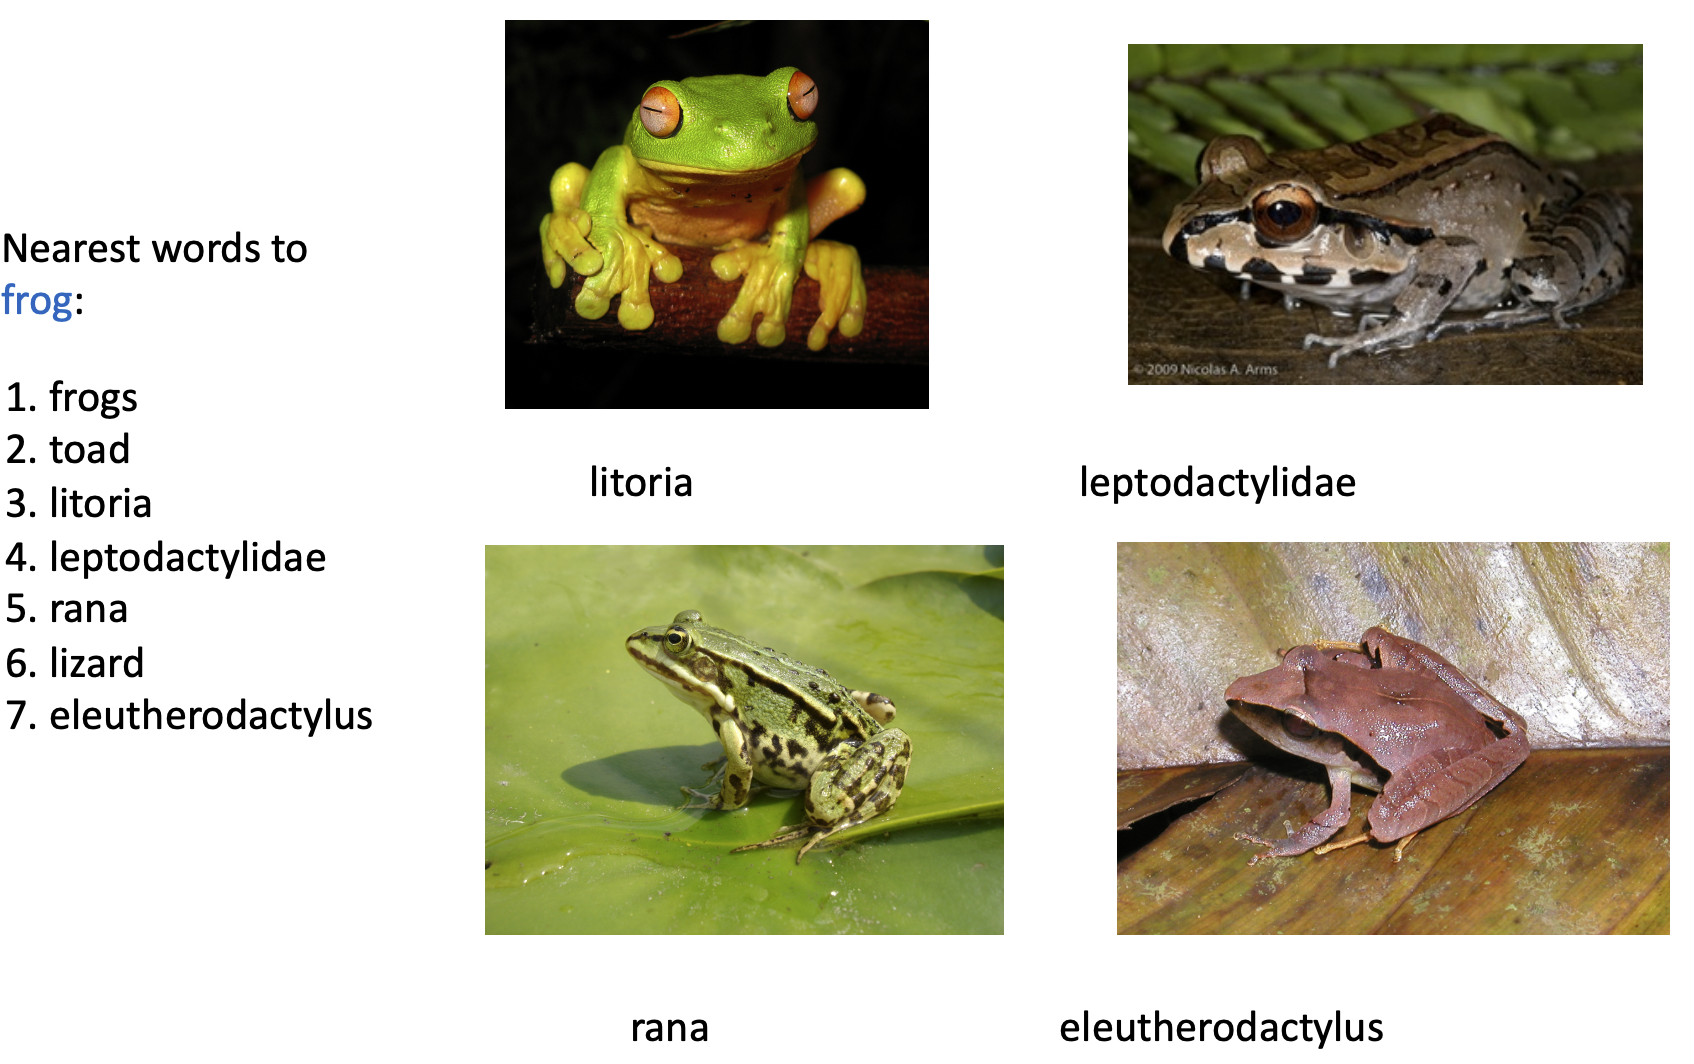 Nearest words to
frog:
1. frogs
2. toad
3. litoria
4. leptodactylidae
5. rana
6. lizard
7. eleutherodactylus
© 2009 Nicolas A. Arms
litoria
leptodactylidae
rana
eleutherodactylus